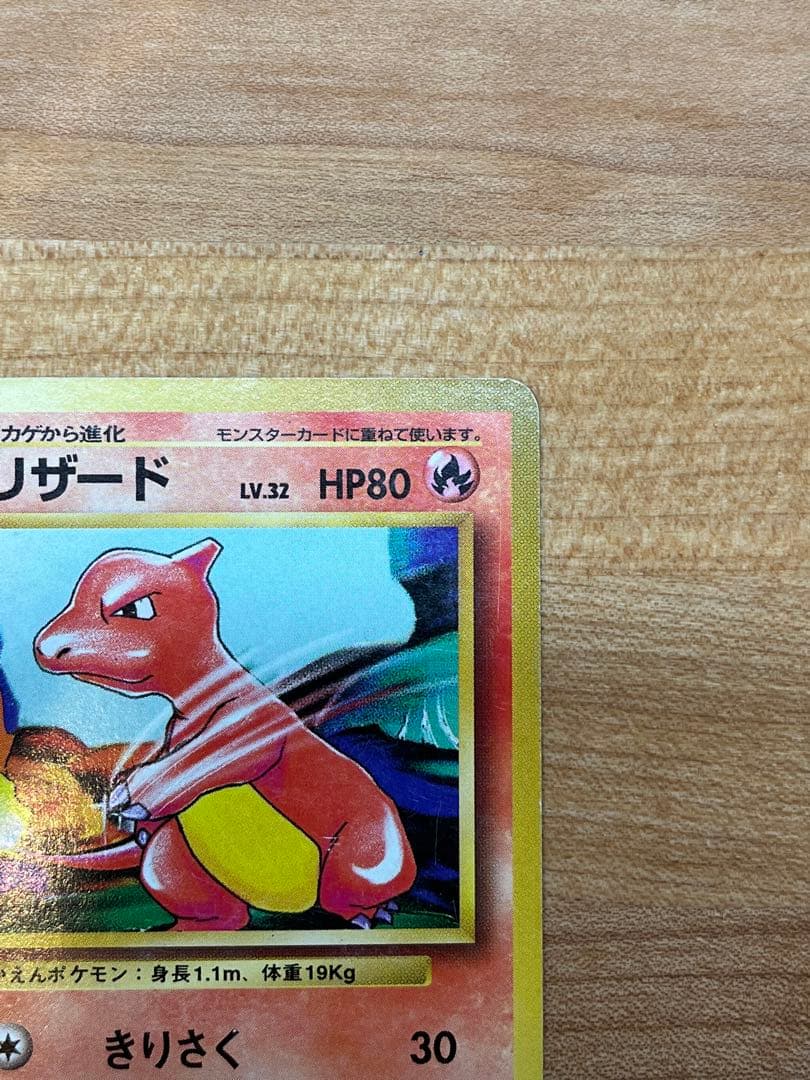 カゲから進化 モンスターカードに重ねて使います。
リザード LV.32 HP80
えんポケモン：身長1.1m、体重19Kg
きりさく 30